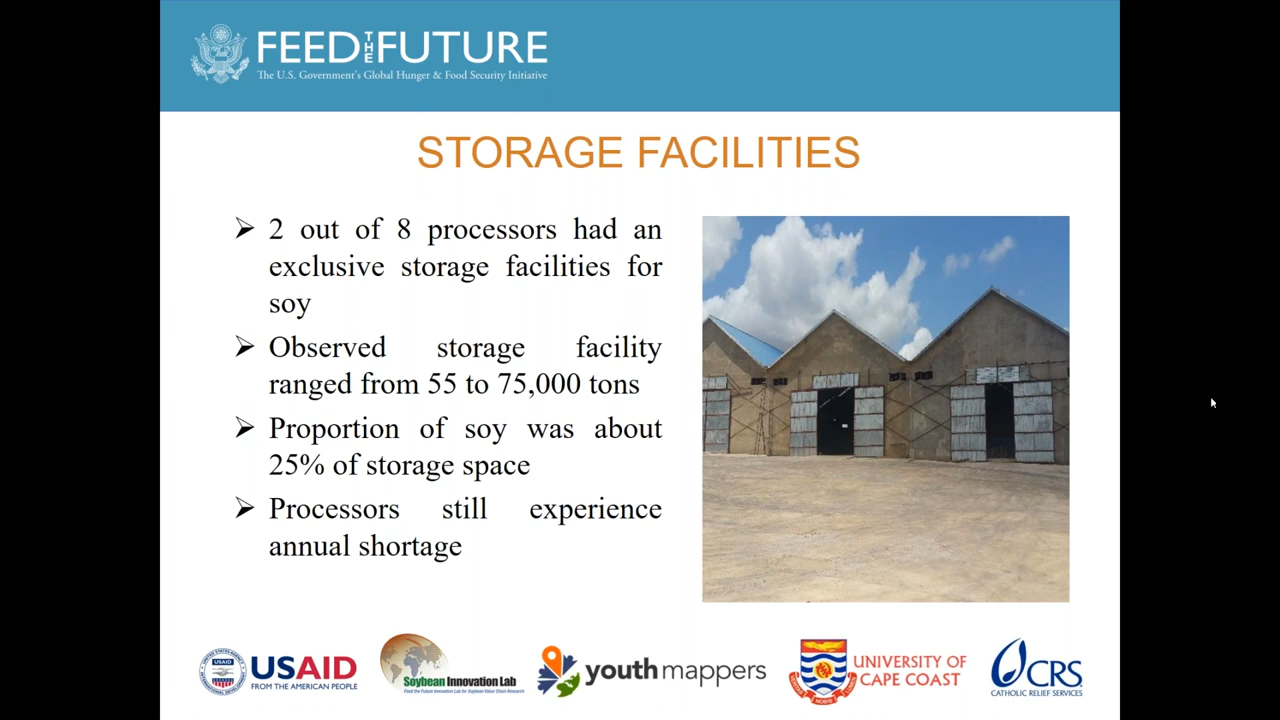 FEED THE FUTURE
The U.S. Government's Global Hunger & Food Security Initiative
STORAGE FACILITIES
2 out of 8 processors had an
exclusive storage facilities for
soy
Observed storage facility
ranged from 55 to 75,000 tons
Proportion of soy was about
25% of storage space
Processors still experience
annual shortage
USAID
USAID
FROM THE AMERICAN PEOPLE
Soybean Innovation Lab
Feed the Future Innovation Lab for Soybean Value Chain Research
youthmappers
UNIVERSITY OF
CAPE COAST
CRS
CATHOLIC RELIEF SERVICES